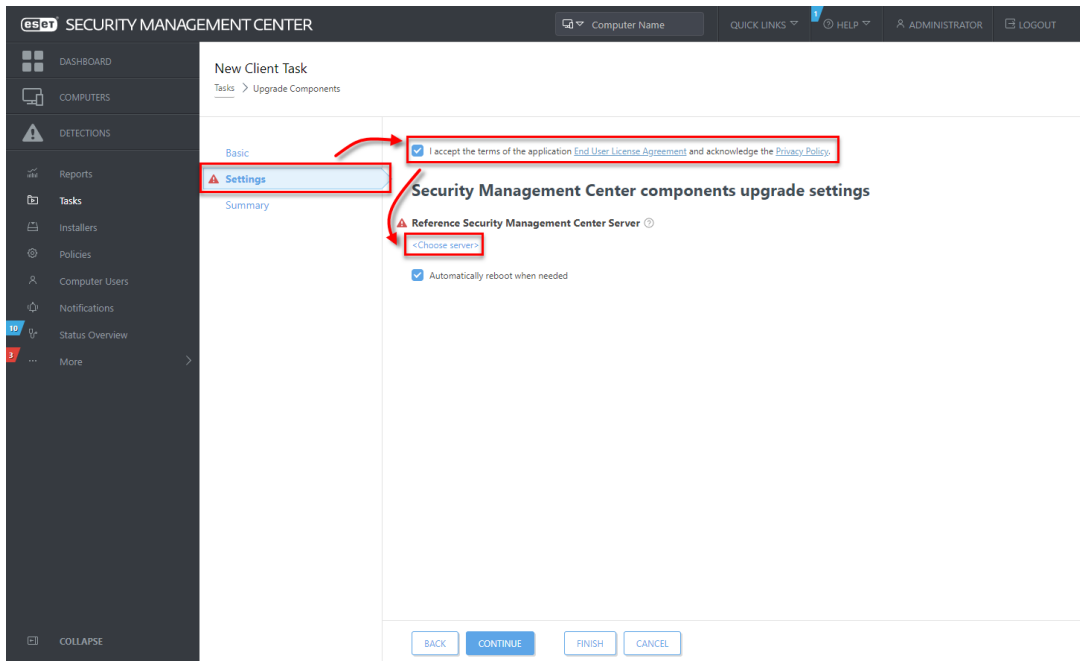 eset SECURITY MANAGEMENT CENTER
Computer Name
QUICK LINKS
1
HELP
ADMINISTRATOR
LOGOUT
DASHBOARD
COMPUTERS
DETECTIONS
Reports
Tasks
Installers
Policies
Computer Users
Notifications
10
Status Overview
3
More
COLLAPSE
New Client Task
Tasks > Upgrade Components
Basic
Settings
Summary
I accept the terms of the application End User License Agreement and acknowledge the Privacy Policy.
Security Management Center components upgrade settings
Reference Security Management Center Server ?
<Choose server>
Automatically reboot when needed
BACK
CONTINUE
FINISH
CANCEL